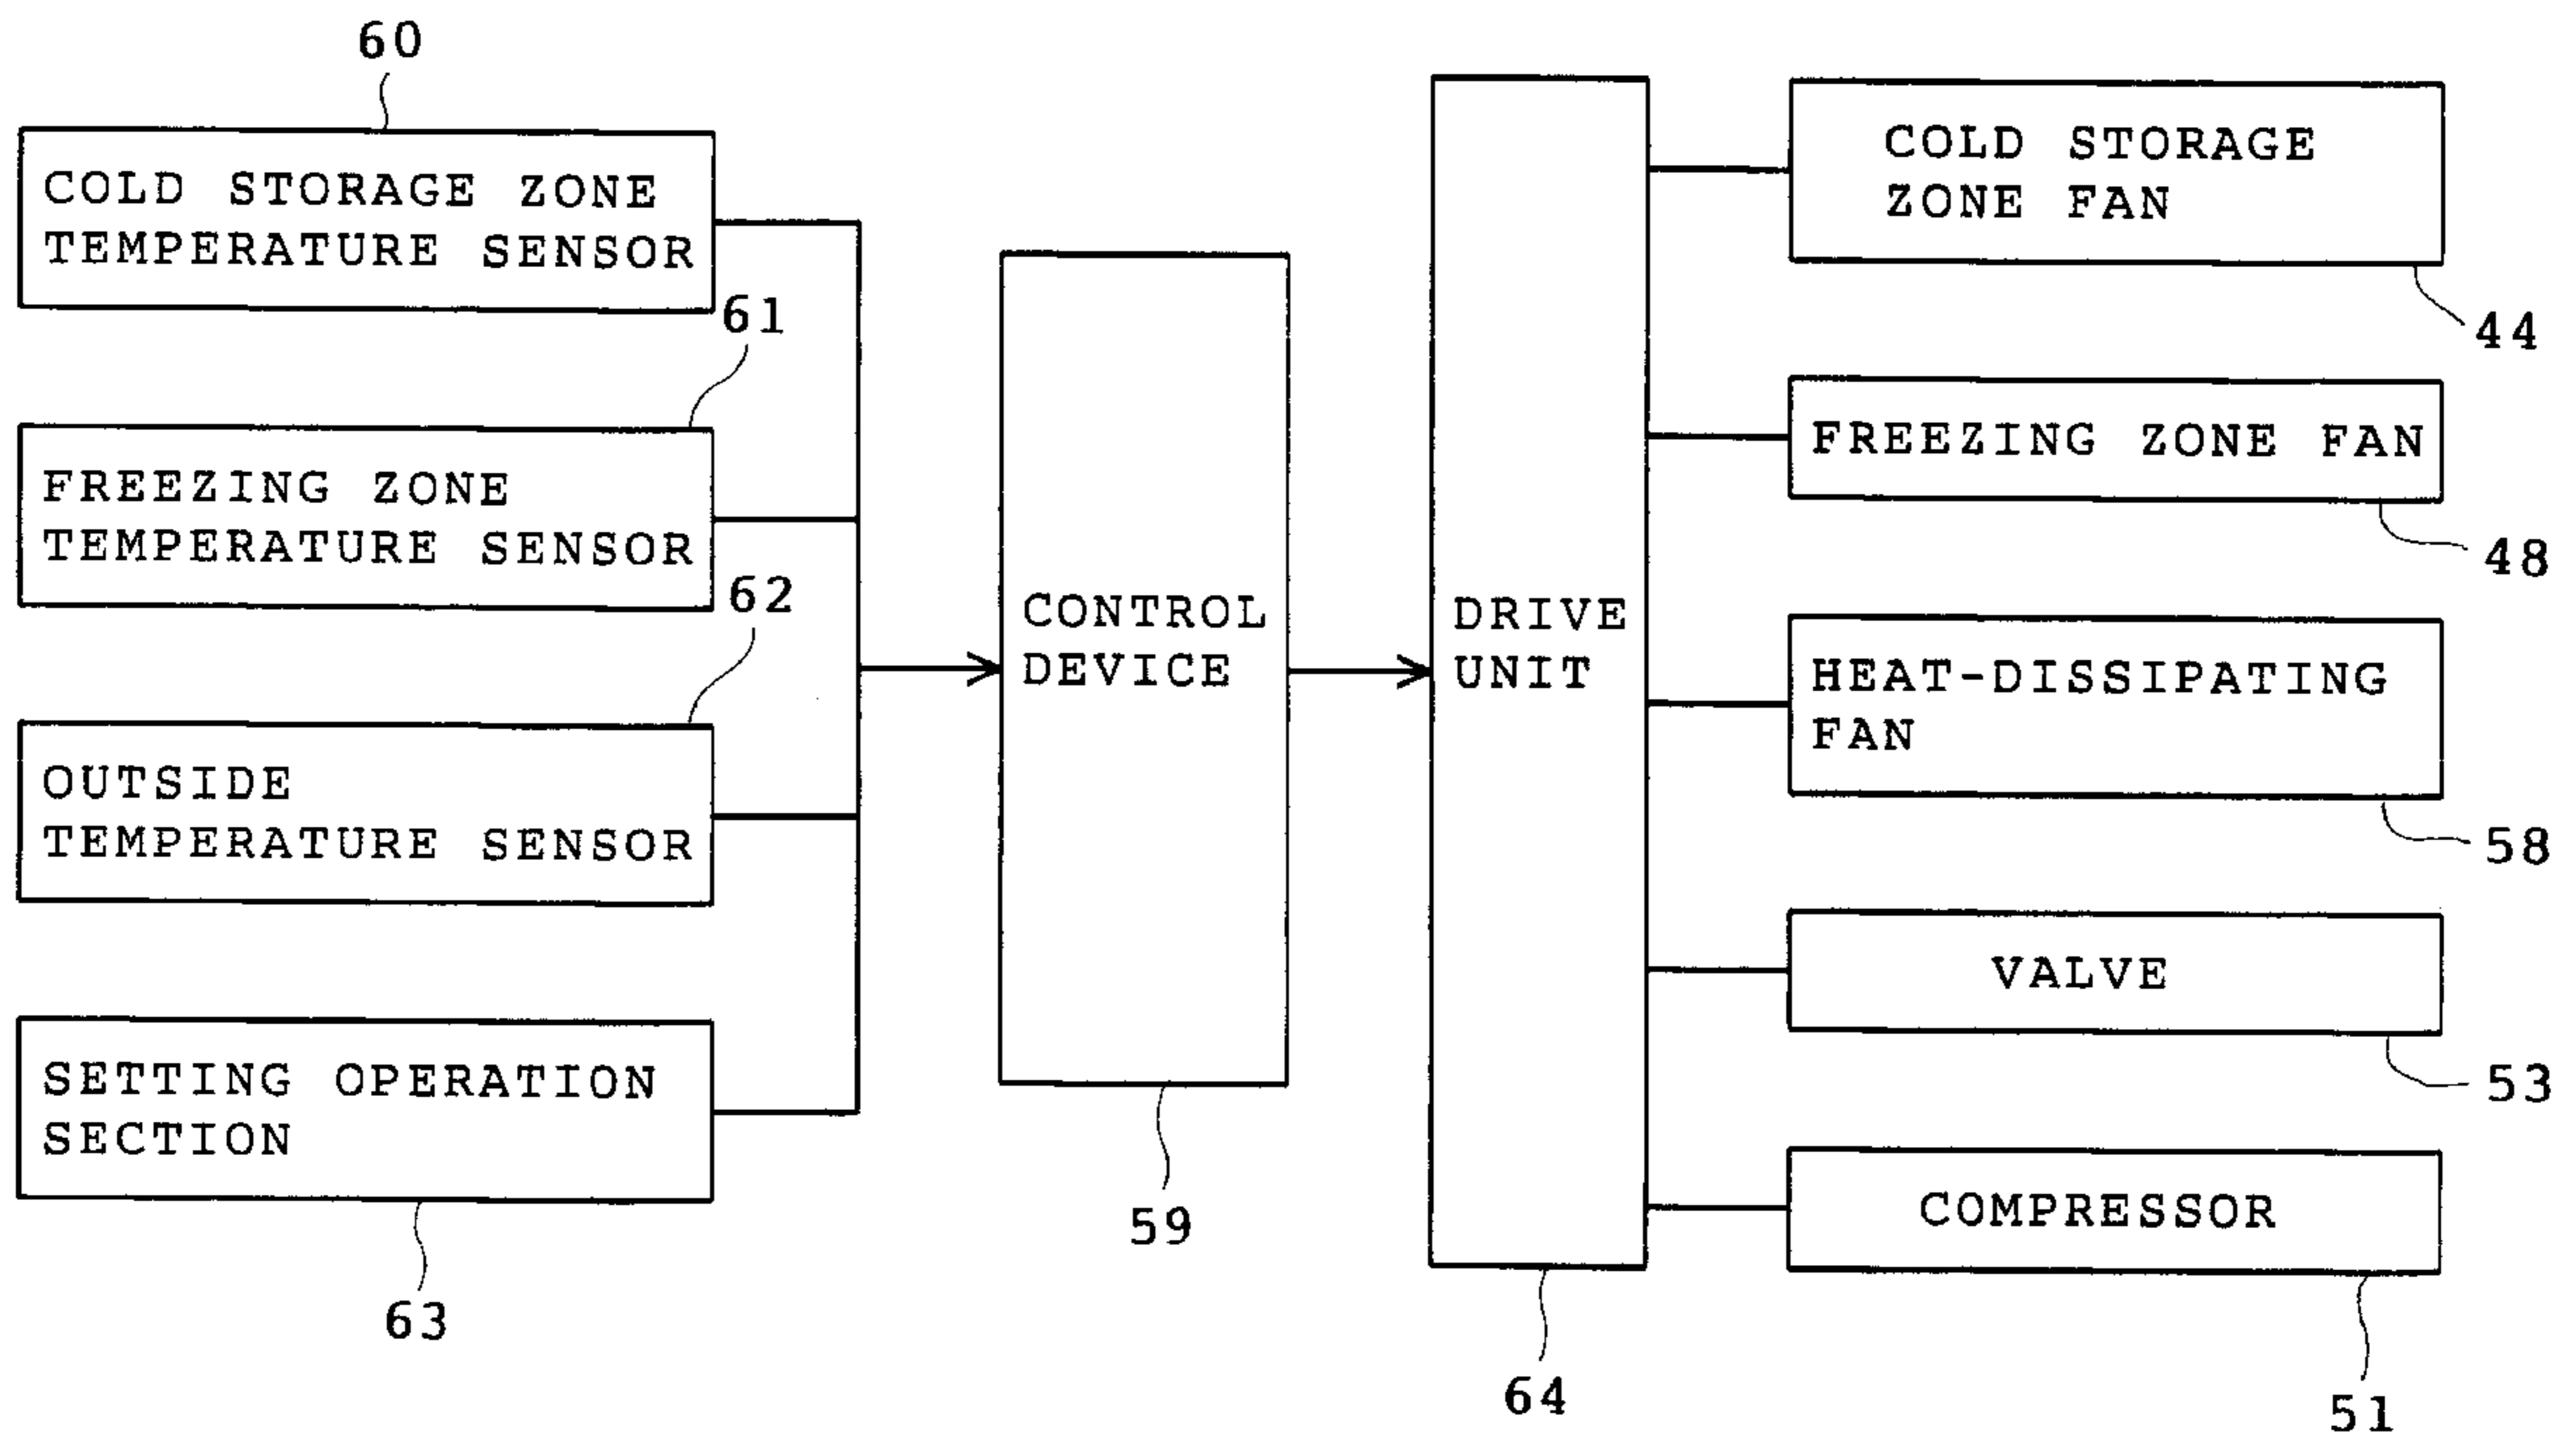 60
COLD STORAGE ZONE
TEMPERATURE SENSOR
61
FREEZING ZONE
TEMPERATURE SENSOR
62
OUTSIDE
TEMPERATURE SENSOR
SETTING OPERATION
SECTION
63
CONTROL
DEVICE
59
DRIVE
UNIT
64
COLD STORAGE
ZONE FAN
44
FREEZING ZONE FAN
48
HEAT-DISSIPATING
FAN
58
VALVE
53
COMPRESSOR
51